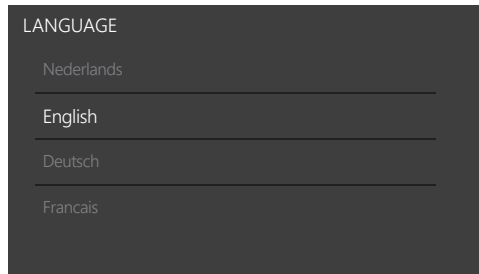 LANGUAGE
Nederlands
English
Deutsch
Francais